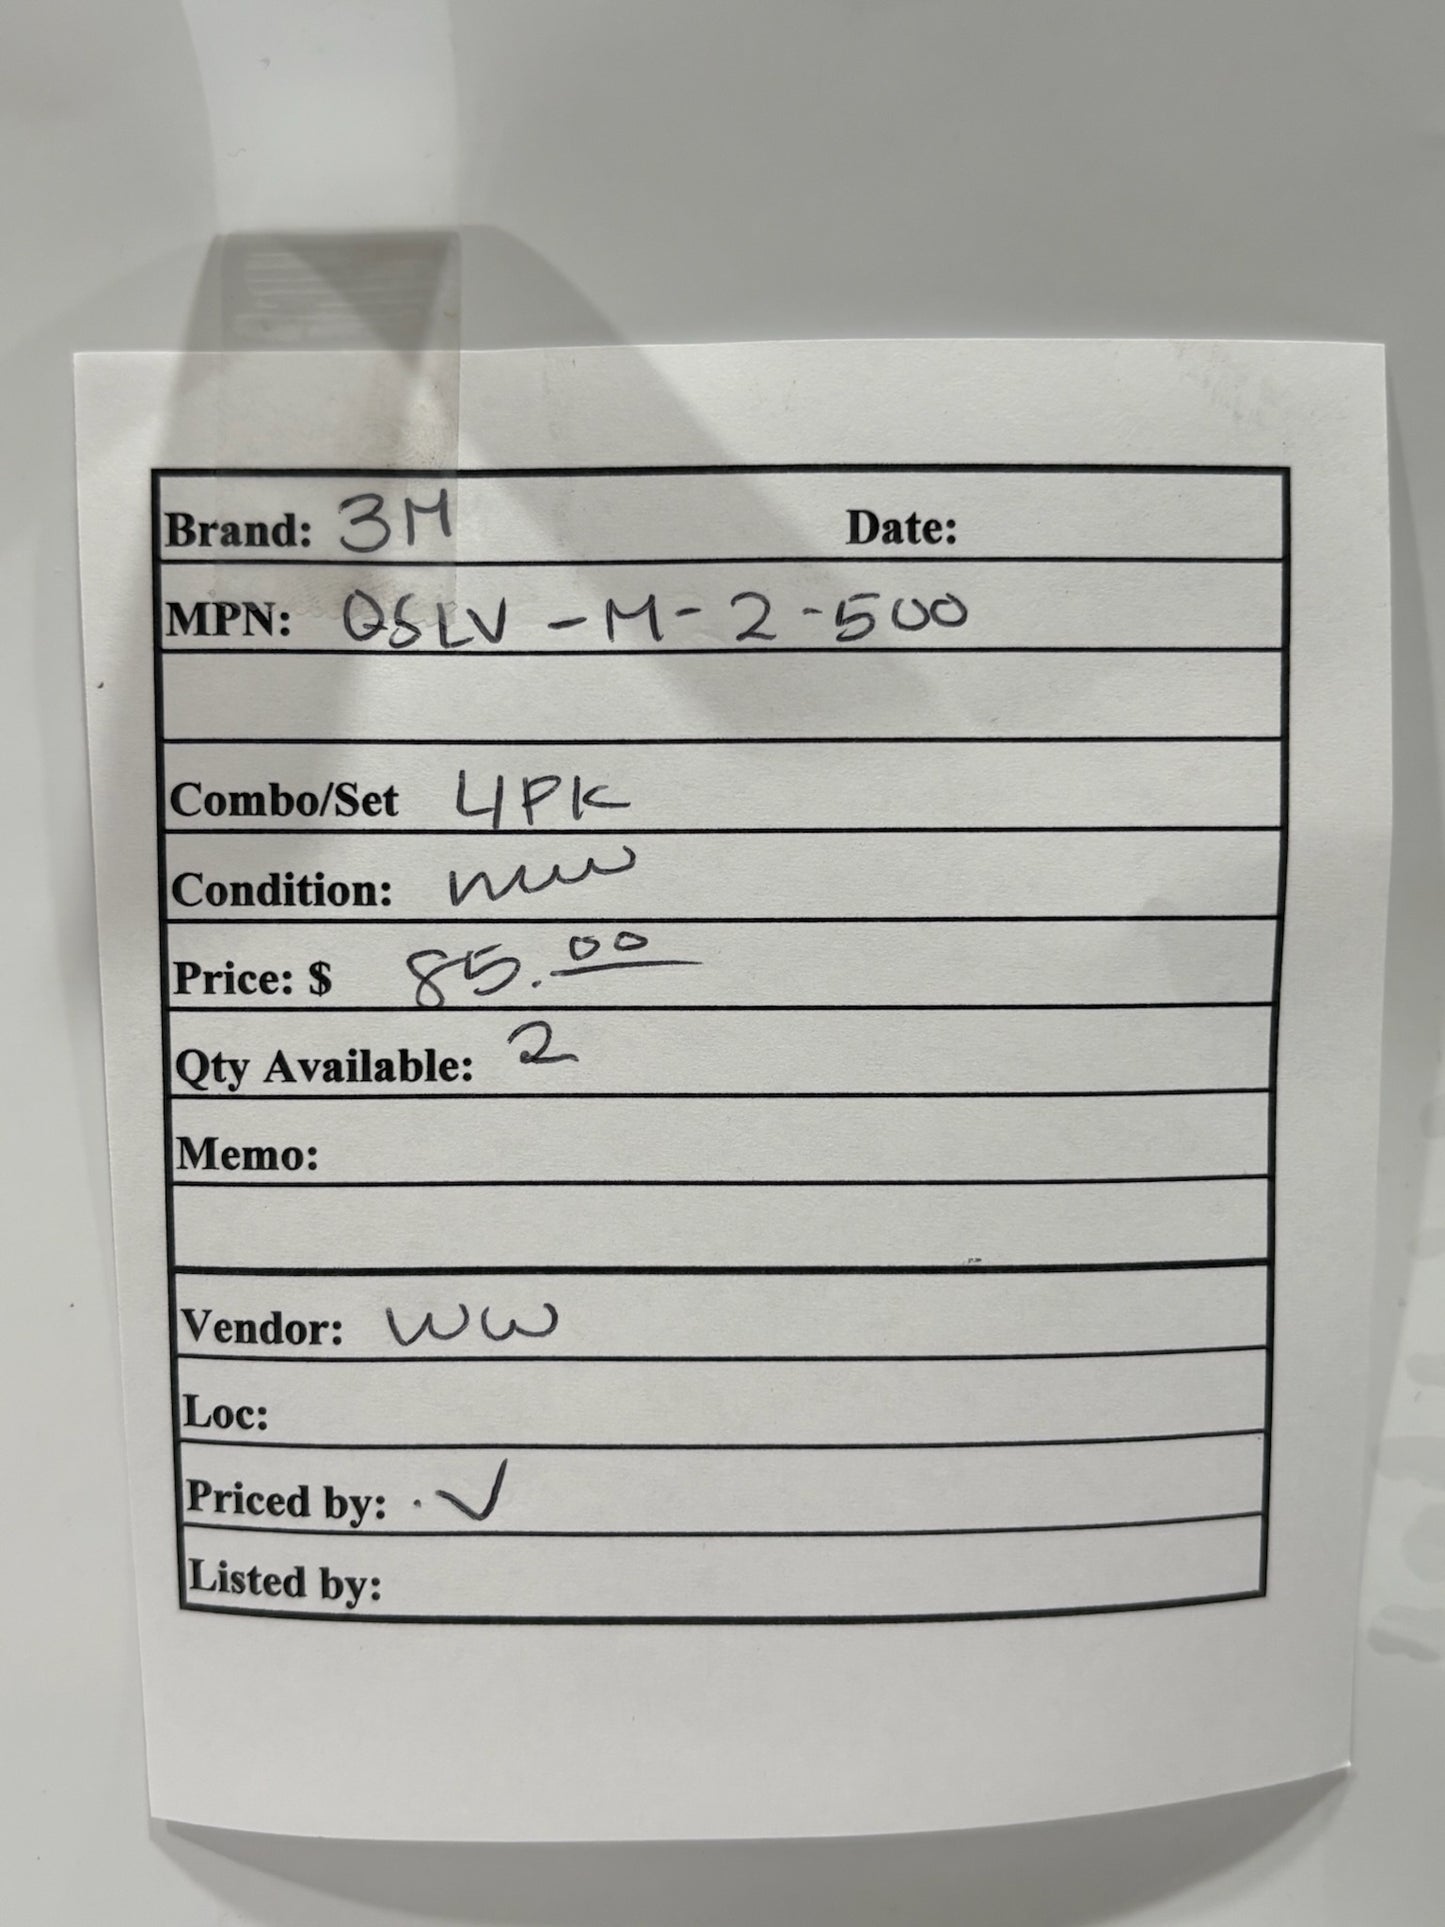 Brand: 3M Date:
MPN: QSLV-M-2-500
Combo/Set 4PK
Condition: new
Price: $ 85.00
Qty Available: 2
Memo:
Vendor: WW
Loc:
Priced by: ✓
Listed by: